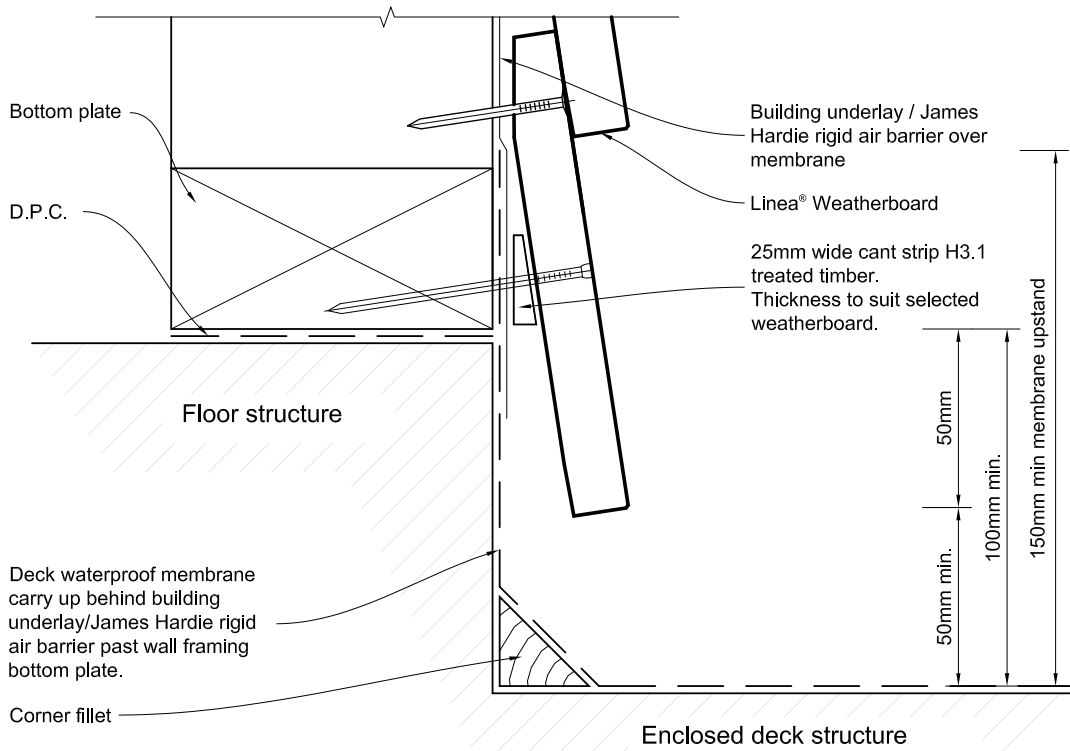 Bottom plate
D.P.C.
Building underlay / James
Hardie rigid air barrier over
membrane
Linea® Weatherboard
25mm wide cant strip H3.1
treated timber.
Thickness to suit selected
weatherboard.
Floor structure
50mm
50mm min.
100mm min.
150mm min membrane upstand
Deck waterproof membrane
carry up behind building
underlay/James Hardie rigid
air barrier past wall framing
bottom plate.
Corner fillet
Enclosed deck structure